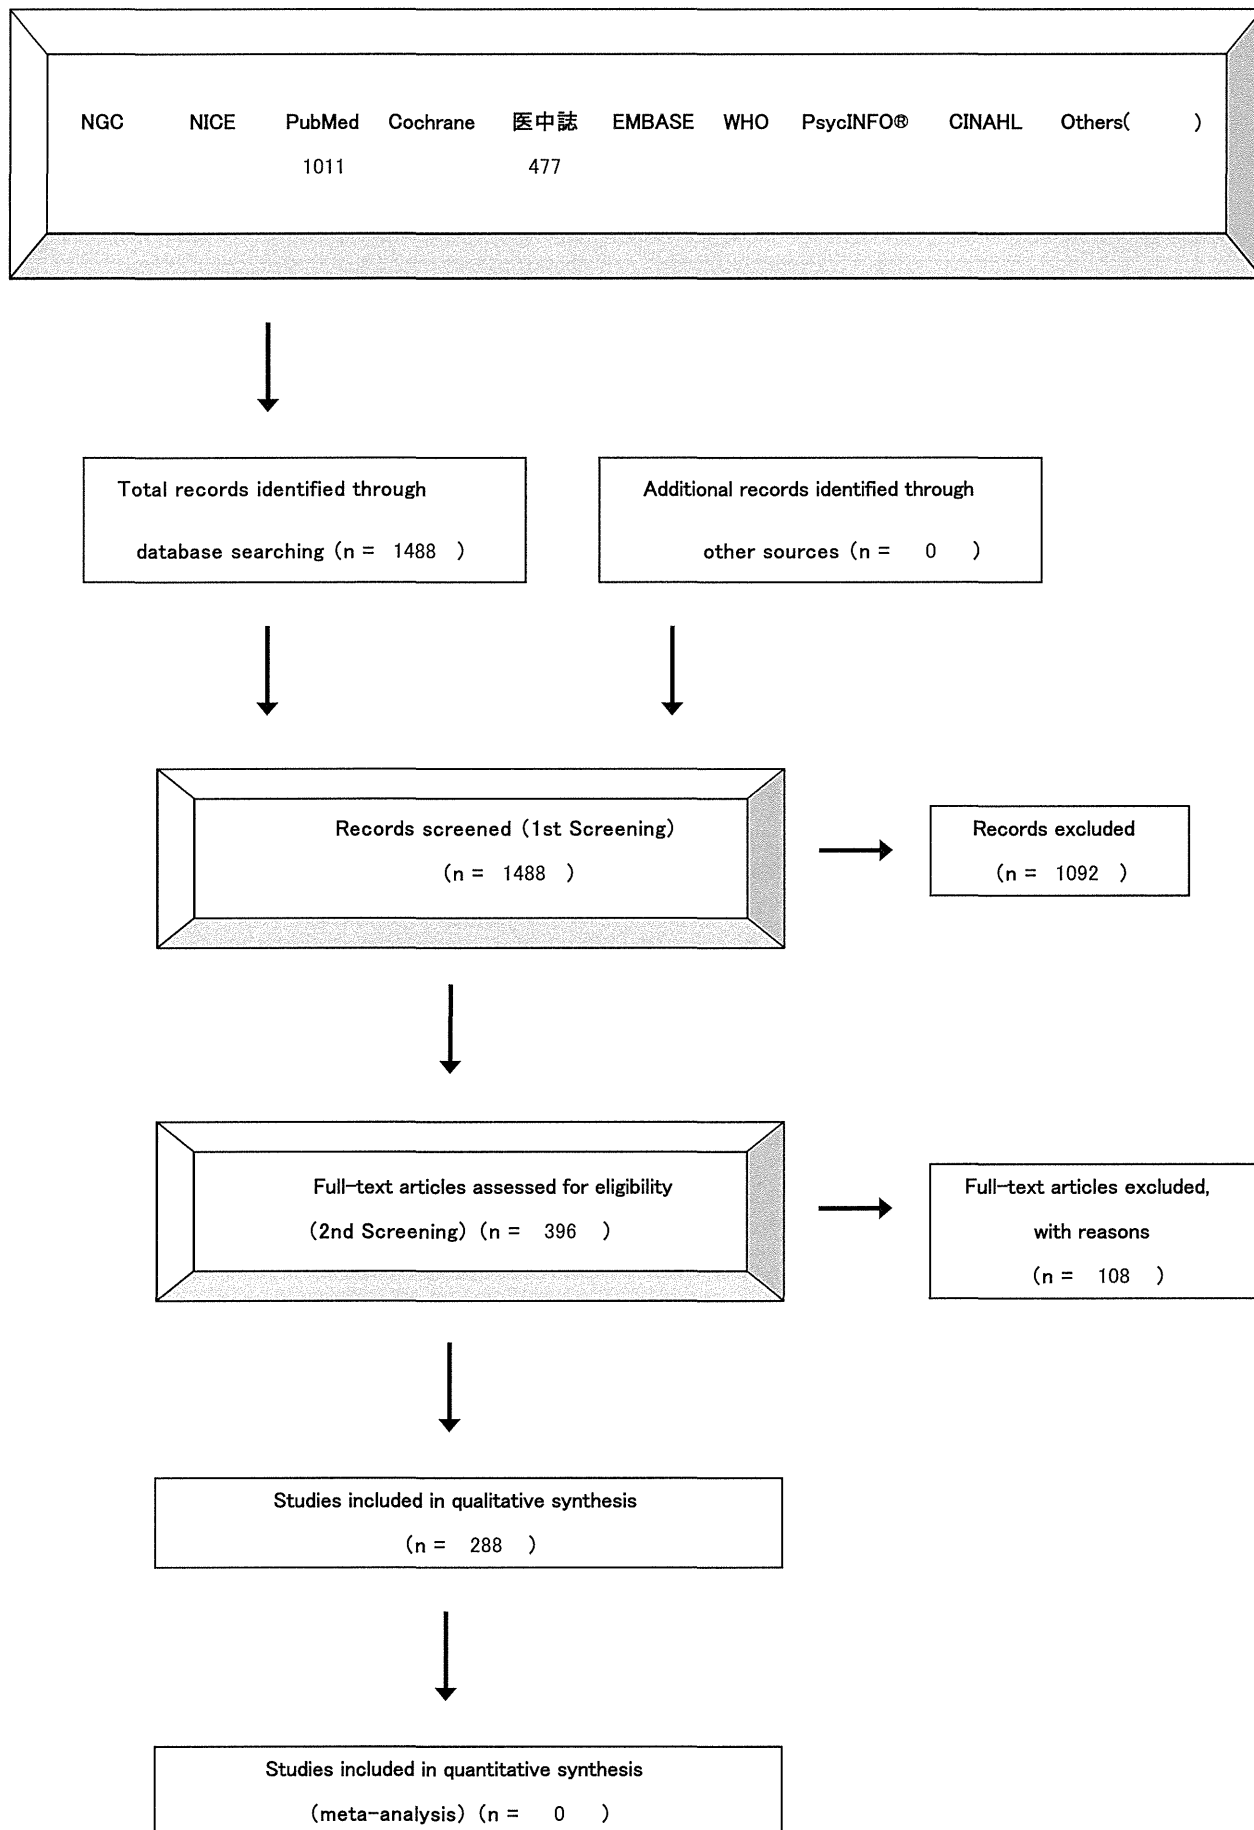 NGC NICE PubMed Cochrane 医中誌 EMBASE WHO PsycINFO® CINAHL Others( )
1011 477
Total records identified through
database searching (n = 1488 )
Additional records identified through
other sources (n = 0 )
Records screened (1st Screening)
(n = 1488 )
Records excluded
(n = 1092 )
Full-text articles assessed for eligibility
(2nd Screening) (n = 396 )
Full-text articles excluded,
with reasons
(n = 108 )
Studies included in qualitative synthesis
(n = 288 )
Studies included in quantitative synthesis
(meta-analysis) (n = 0 )